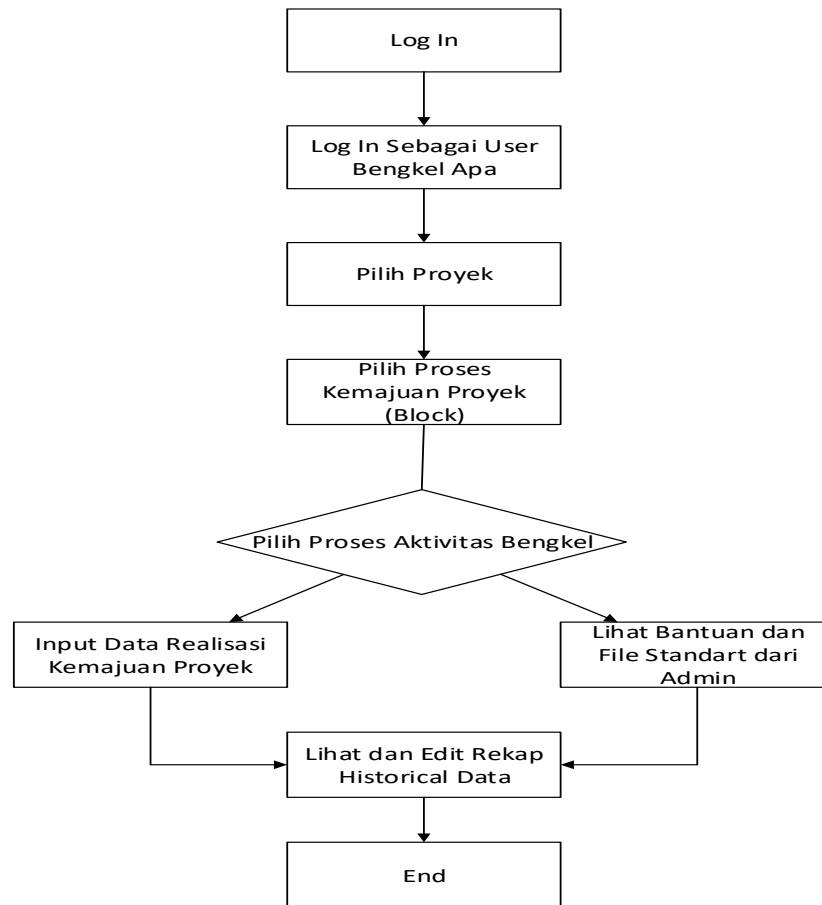 Log In
Log In Sebagai User
Bengkel Apa
Pilih Proyek
Pilih Proses
Kemajuan Proyek
(Block)
Pilih Proses Aktivitas Bengkel
Input Data Realisasi
Kemajuan Proyek
Lihat Bantuan dan
File Standart dari
Admin
Lihat dan Edit Rekap
Historical Data
End